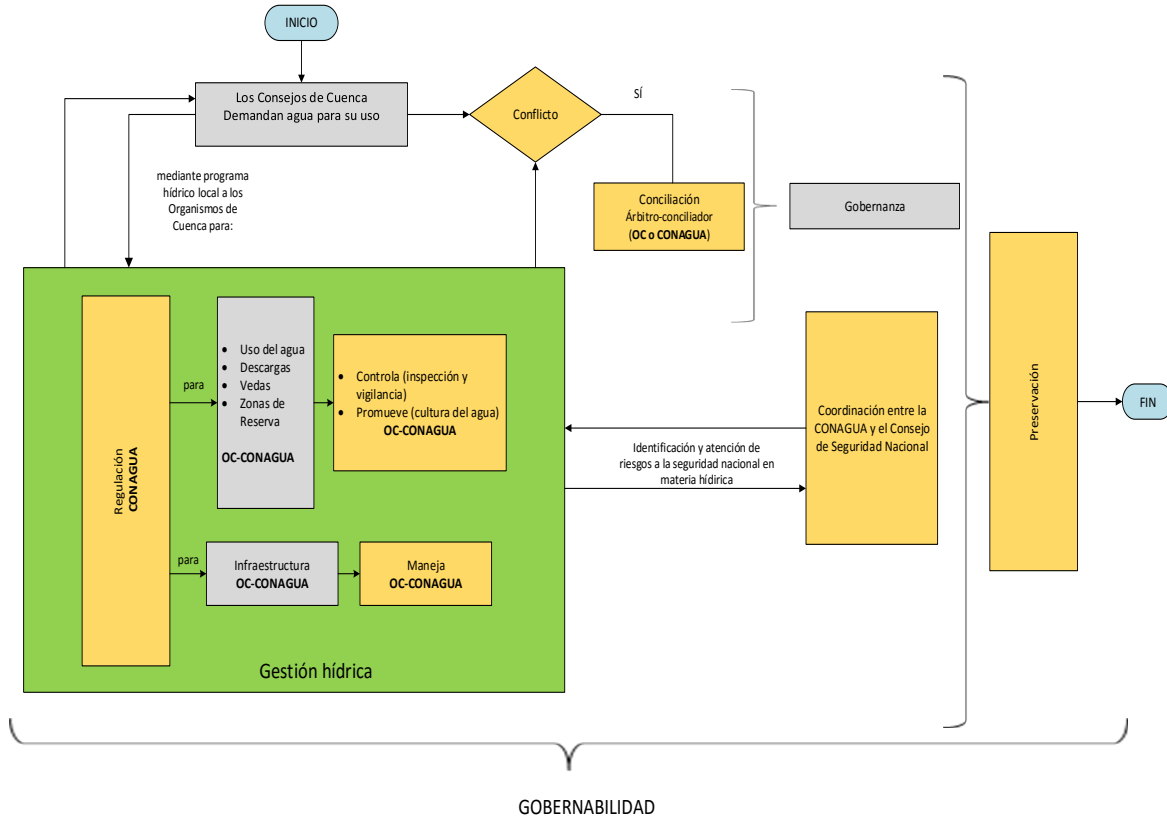 INICIO
Los Consejos de Cuenca
Demandan agua para su uso
Conflicto
SÍ
mediante programa
hídrico local a los
Organismos de
Cuenca para:
Conciliación
Árbitro-conciliador
(OC o CONAGUA)
Gobernanza
Regulación
CONAGUA
para
• Uso del agua
• Descargas
• Vedas
• Zonas de
Reserva
OC-CONAGUA
• Controla (inspección y
vigilancia)
• Promueve (cultura del agua)
OC-CONAGUA
para
Infraestructura
OC-CONAGUA
Maneja
OC-CONAGUA
Gestión hídrica
Identificación y atención de
riesgos a la seguridad nacional en
materia hídirica
Coordinación entre la
CONAGUA y el Consejo
de Seguridad Nacional
Preservación
FIN
GOBERNABILIDAD